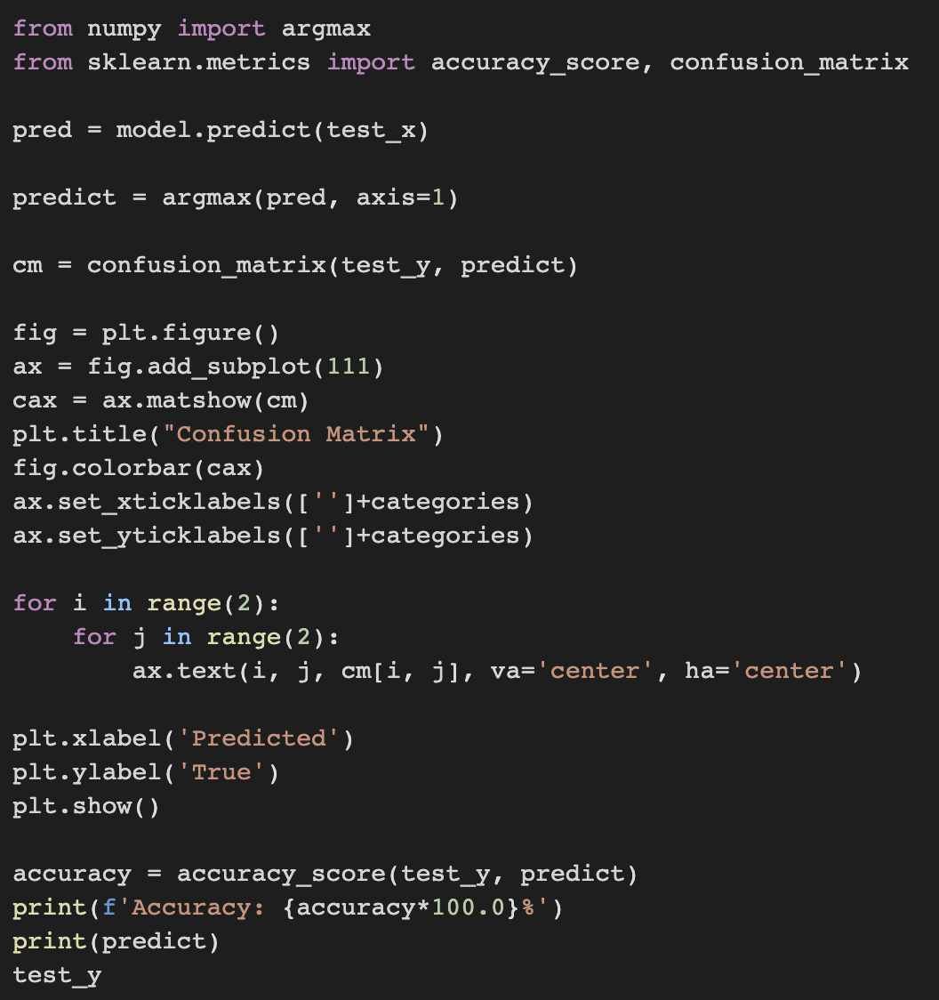 from numpy import argmax
from sklearn.metrics import accuracy_score, confusion_matrix

pred = model.predict(test_x)

predict = argmax(pred, axis=1)

cm = confusion_matrix(test_y, predict)

fig = plt.figure()
ax = fig.add_subplot(111)
cax = ax.matshow(cm)
plt.title("Confusion Matrix")
fig.colorbar(cax)
ax.set_xticklabels(['']+categories)
ax.set_yticklabels(['']+categories)

for i in range(2):
    for j in range(2):
        ax.text(i, j, cm[i, j], va='center', ha='center')

plt.xlabel('Predicted')
plt.ylabel('True')
plt.show()

accuracy = accuracy_score(test_y, predict)
print(f'Accuracy: {accuracy*100.0}%')
print(predict)
test_y